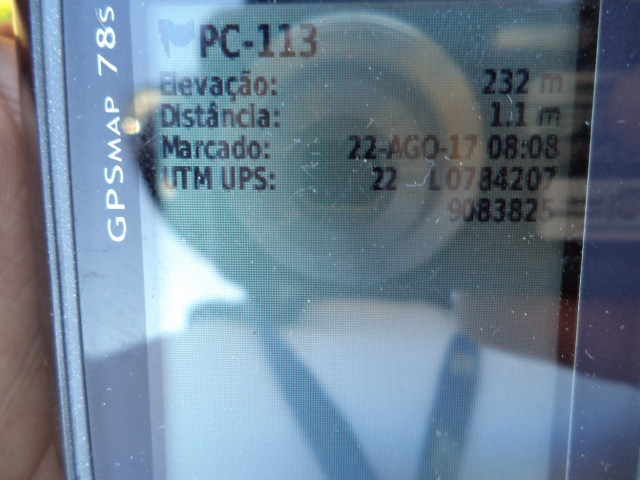 GPSMAP 78s
PC-113
Elevação: 232 m
Distância: 1.1 m
Marcado: 22-AGO-17 08:08
UTM UPS: 22 L0784207
9083825